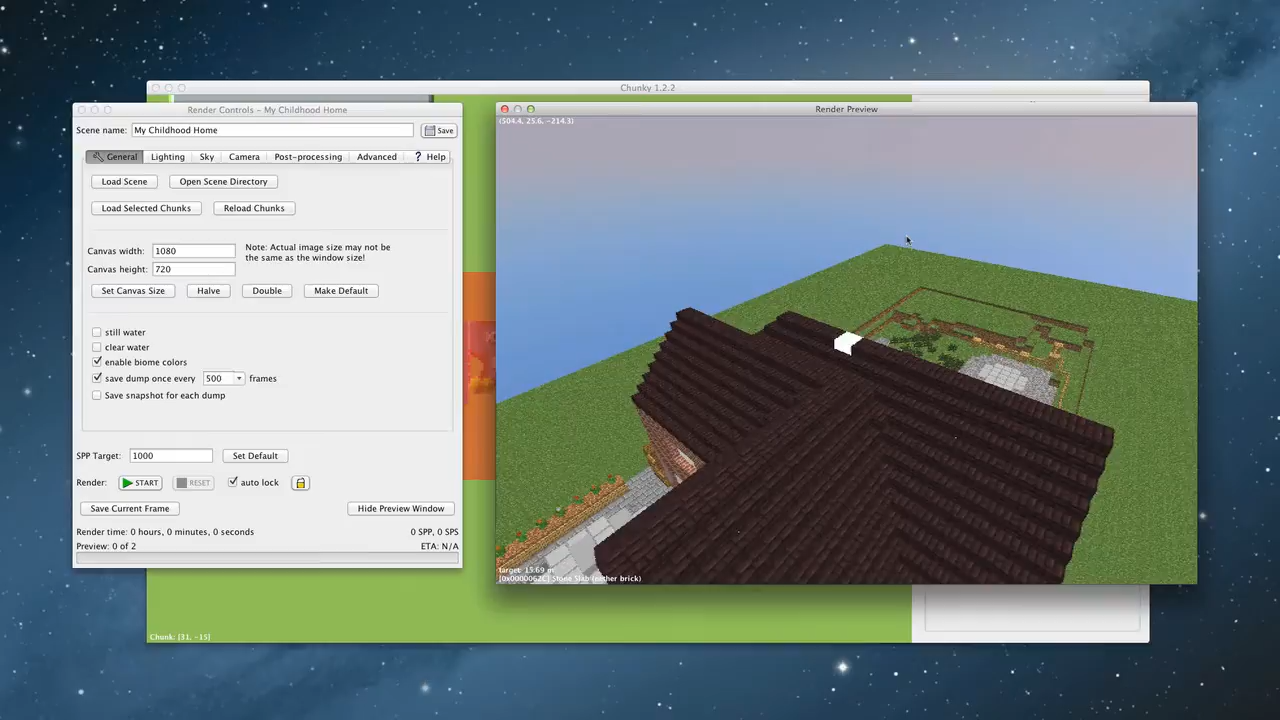 Chunky 1.2.2
Render Controls - My Childhood Home
Scene name: My Childhood Home Save
General Lighting Sky Camera Post-processing Advanced ? Help
Load Scene Open Scene Directory
Load Selected Chunks Reload Chunks
Canvas width: 1080 Note: Actual image size may not be
Canvas height: 720 the same as the window size!
Set Canvas Size Halve Double Make Default
still water
clear water
enable biome colors
save dump once every 500 frames
Save snapshot for each dump
SPP Target: 1000 Set Default
Render: START RESET auto lock
Save Current Frame Hide Preview Window
Render time: 0 hours, 0 minutes, 0 seconds 0 SPP, 0 SPS
Preview: 0 of 2 ETA: N/A
Render Preview
(504.4, 25.6, -214.3)
target: 15.69 m
[0x0000062C] Stone Slab (nether brick)
Chunk: [31, -15]